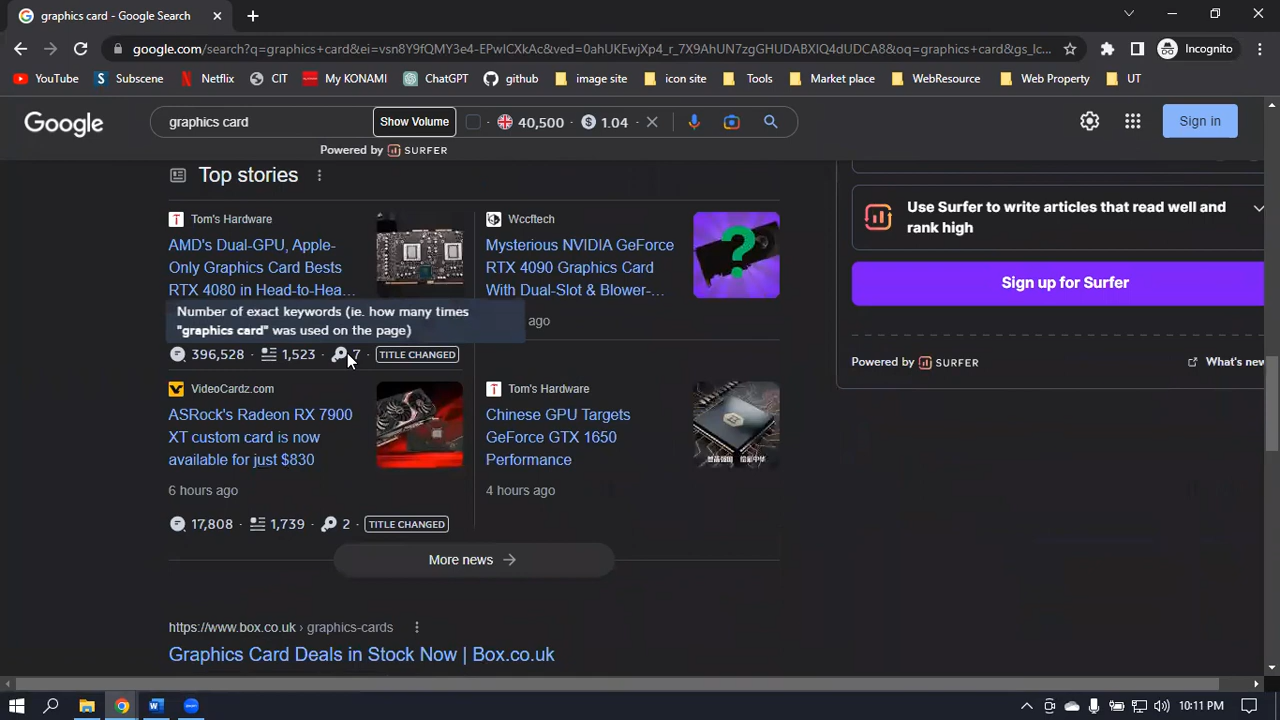 graphics card - Google Search
google.com/search?q=graphics+card&ei=vsn8Y9fQMY3e4-EPwlCXkAc&ved=0ahUKEwjXp4_r_7X9AhUN7zgGHUDABXIQ4dUDCA8&oq=graphics+card&gs_lc...
Incognito
YouTube
Subscene
Netflix
CIT
My KONAMI
ChatGPT
github
image site
icon site
Tools
Market place
WebResource
Web Property
UT
Google
graphics card
Show Volume
40,500
1.04
Sign in
Powered by SURFER
Top stories
Tom's Hardware
AMD's Dual-GPU, Apple-
Only Graphics Card Bests
RTX 4080 in Head-to-Hea...
Number of exact keywords (ie. how many times
"graphics card" was used on the page)
396,528 · 1,523 · 7 · TITLE CHANGED
Wccftech
Mysterious NVIDIA GeForce
RTX 4090 Graphics Card
With Dual-Slot & Blower-...
ago
VideoCardz.com
ASRock's Radeon RX 7900
XT custom card is now
available for just $830
6 hours ago
17,808 · 1,739 · 2 · TITLE CHANGED
Tom's Hardware
Chinese GPU Targets
GeForce GTX 1650
Performance
4 hours ago
More news
https://www.box.co.uk › graphics-cards
Graphics Card Deals in Stock Now | Box.co.uk
Use Surfer to write articles that read well and
rank high
Sign up for Surfer
Powered by SURFER
What's new
10:11 PM